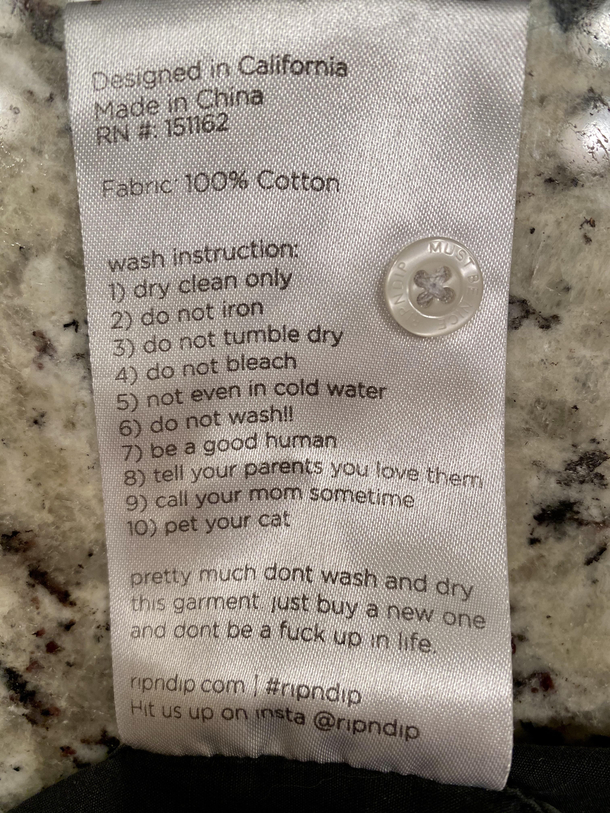 Designed in California
Made in China
RN #: 151162
Fabric: 100% Cotton
wash instruction:
1) dry clean only
2) do not iron
3) do not tumble dry
4) do not bleach
5) not even in cold water
6) do not wash!!
7) be a good human
8) tell your parents you love them
9) call your mom sometime
10) pet your cat
pretty much dont wash and dry
this garment just buy a new one
and dont be a fuck up in life.
ripndip.com | #ripndip
Hit us up on insta @ripndip
MUST B
NDIP